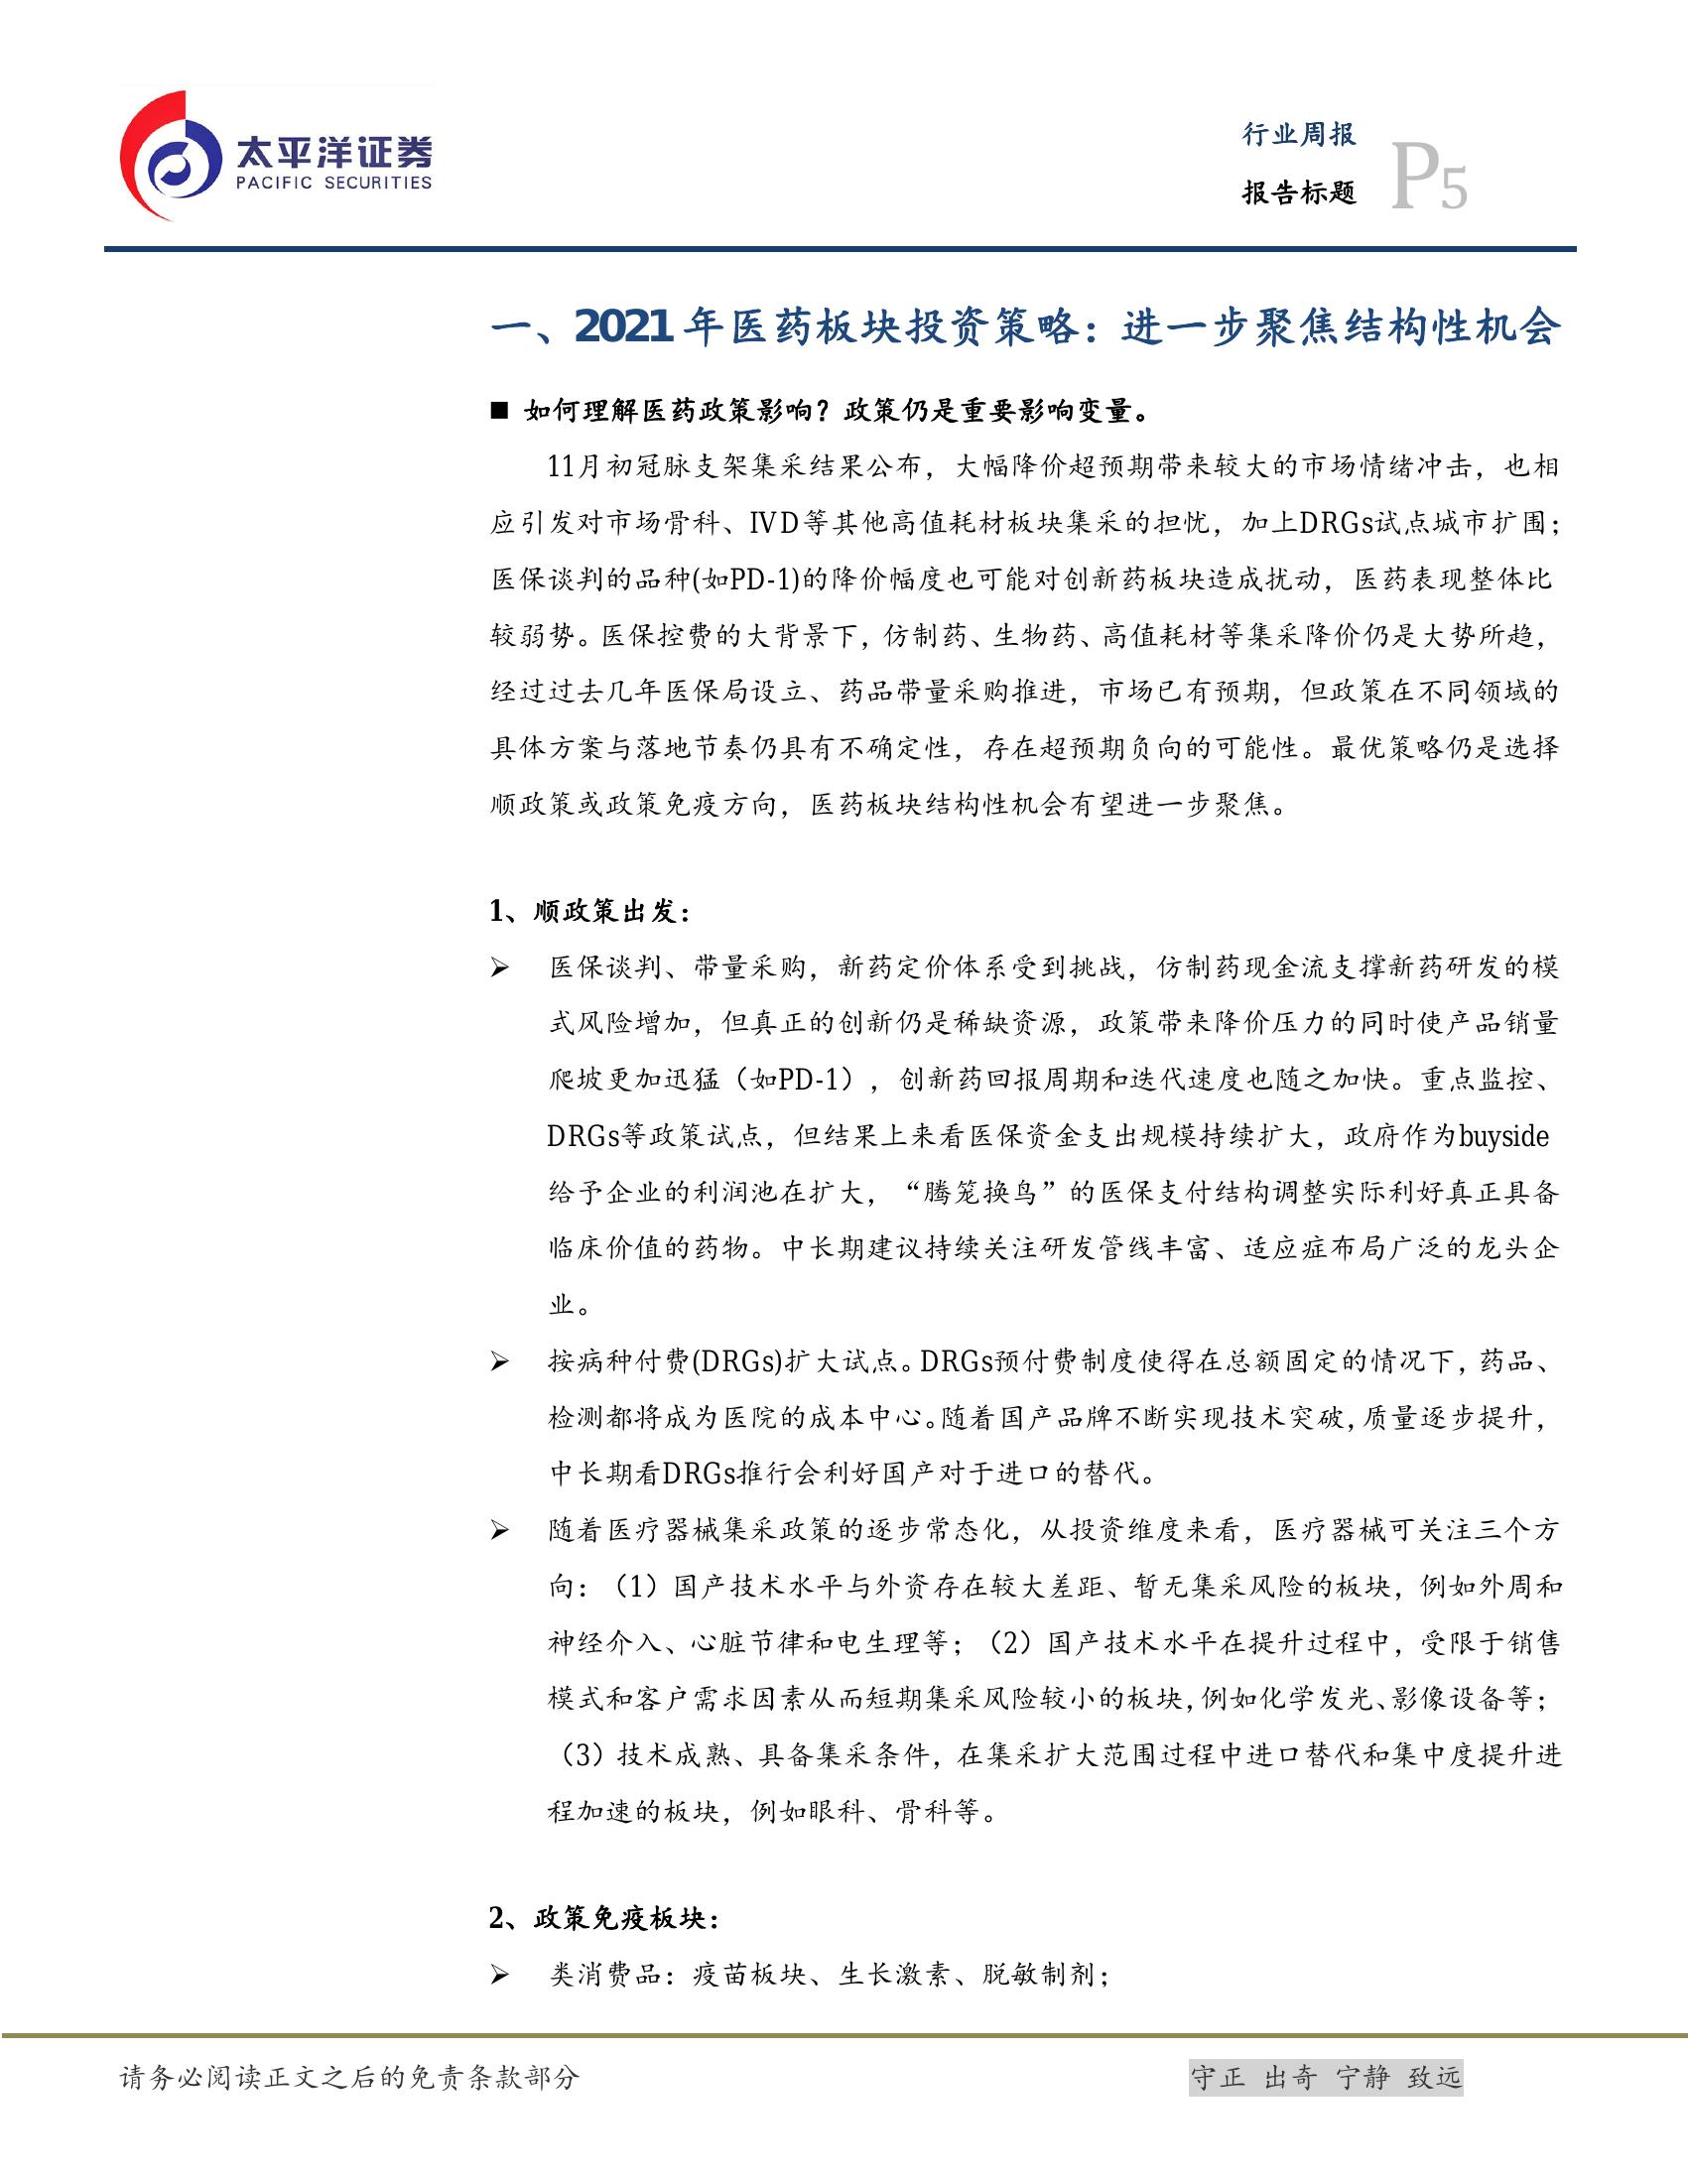 太平洋证券
PACIFIC SECURITIES
行业周报
报告标题
P5
一、2021 年医药板块投资策略：进一步聚焦结构性机会
■ 如何理解医药政策影响？政策仍是重要影响变量。
11月初冠脉支架集采结果公布，大幅降价超预期带来较大的市场情绪冲击，也相
应引发对市场骨科、IVD等其他高值耗材板块集采的担忧，加上DRGs试点城市扩围；
医保谈判的品种(如PD-1)的降价幅度也可能对创新药板块造成扰动，医药表现整体比
较弱势。医保控费的大背景下，仿制药、生物药、高值耗材等集采降价仍是大势所趋，
经过过去几年医保局设立、药品带量采购推进，市场已有预期，但政策在不同领域的
具体方案与落地节奏仍具有不确定性，存在超预期负向的可能性。最优策略仍是选择
顺政策或政策免疫方向，医药板块结构性机会有望进一步聚焦。
1、顺政策出发：
➢ 医保谈判、带量采购，新药定价体系受到挑战，仿制药现金流支撑新药研发的模
式风险增加，但真正的创新仍是稀缺资源，政策带来降价压力的同时使产品销量
爬坡更加迅猛（如PD-1），创新药回报周期和迭代速度也随之加快。重点监控、
DRGs等政策试点，但结果上来看医保资金支出规模持续扩大，政府作为buyside
给予企业的利润池在扩大，“腾笼换鸟”的医保支付结构调整实际利好真正具备
临床价值的药物。中长期建议持续关注研发管线丰富、适应症布局广泛的龙头企
业。
➢ 按病种付费(DRGs)扩大试点。DRGs预付费制度使得在总额固定的情况下，药品、
检测都将成为医院的成本中心。随着国产品牌不断实现技术突破，质量逐步提升，
中长期看DRGs推行会利好国产对于进口的替代。
➢ 随着医疗器械集采政策的逐步常态化，从投资维度来看，医疗器械可关注三个方
向：（1）国产技术水平与外资存在较大差距、暂无集采风险的板块，例如外周和
神经介入、心脏节律和电生理等；（2）国产技术水平在提升过程中，受限于销售
模式和客户需求因素从而短期集采风险较小的板块，例如化学发光、影像设备等；
（3）技术成熟、具备集采条件，在集采扩大范围过程中进口替代和集中度提升进
程加速的板块，例如眼科、骨科等。
2、政策免疫板块：
➢ 类消费品：疫苗板块、生长激素、脱敏制剂；
请务必阅读正文之后的免责条款部分
守正 出奇 宁静 致远